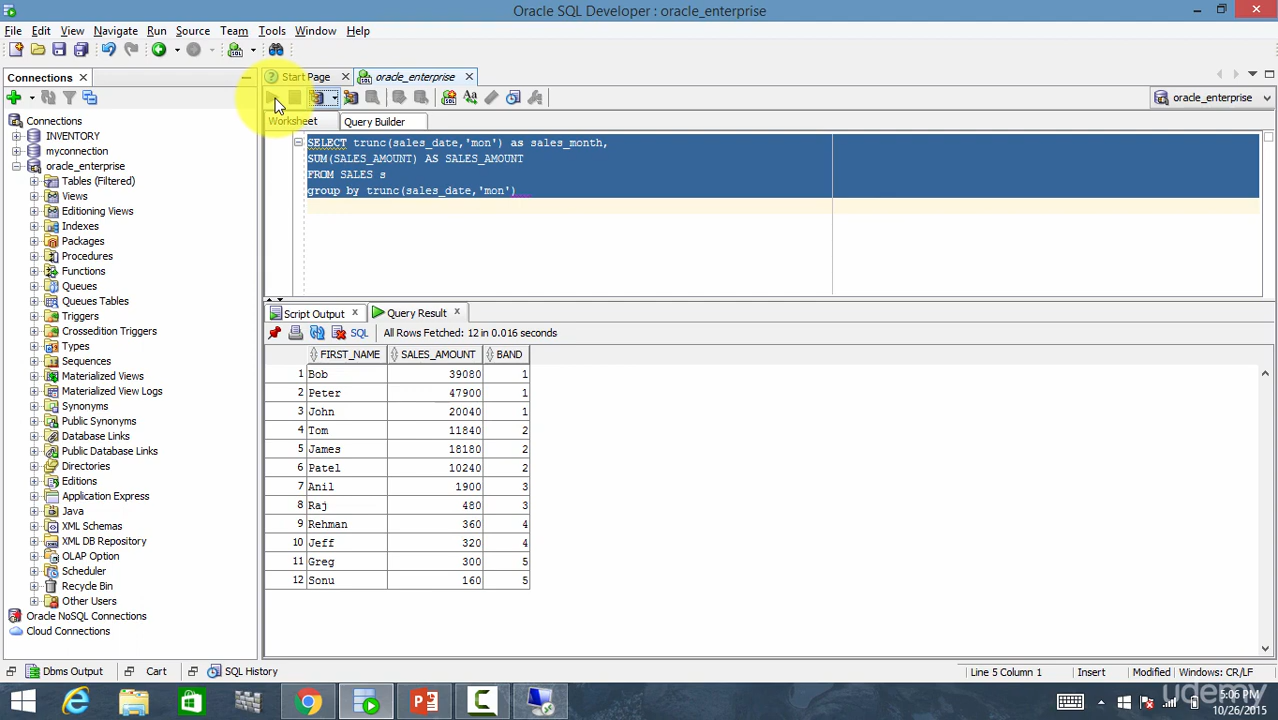 Oracle SQL Developer : oracle_enterprise
File Edit View Navigate Run Source Team Tools Window Help
Connections
Start Page
oracle_enterprise
oracle_enterprise
Worksheet
Query Builder
Connections
INVENTORY
myconnection
oracle_enterprise
Tables (Filtered)
Views
Editioning Views
Indexes
Packages
Procedures
Functions
Queues
Queues Tables
Triggers
Crossedition Triggers
Types
Sequences
Materialized Views
Materialized View Logs
Synonyms
Public Synonyms
Database Links
Public Database Links
Directories
Editions
Application Express
Java
XML Schemas
XML DB Repository
OLAP Option
Scheduler
Recycle Bin
Other Users
Oracle NoSQL Connections
Cloud Connections
SELECT trunc(sales_date,'mon') as sales_month,
SUM(SALES_AMOUNT) AS SALES_AMOUNT
FROM SALES s
group by trunc(sales_date,'mon')
Script Output
Query Result
SQL
All Rows Fetched: 12 in 0.016 seconds
FIRST_NAME SALES_AMOUNT BAND
1 Bob 39080 1
2 Peter 47900 1
3 John 20040 1
4 Tom 11840 2
5 James 18180 2
6 Patel 10240 2
7 Anil 1900 3
8 Raj 480 3
9 Rehman 360 4
10 Jeff 320 4
11 Greg 300 5
12 Sonu 160 5
Dbms Output
Cart
SQL History
Line 5 Column 1
Insert
Modified
Windows: CR/LF
5:06 PM
10/26/2015
udemy